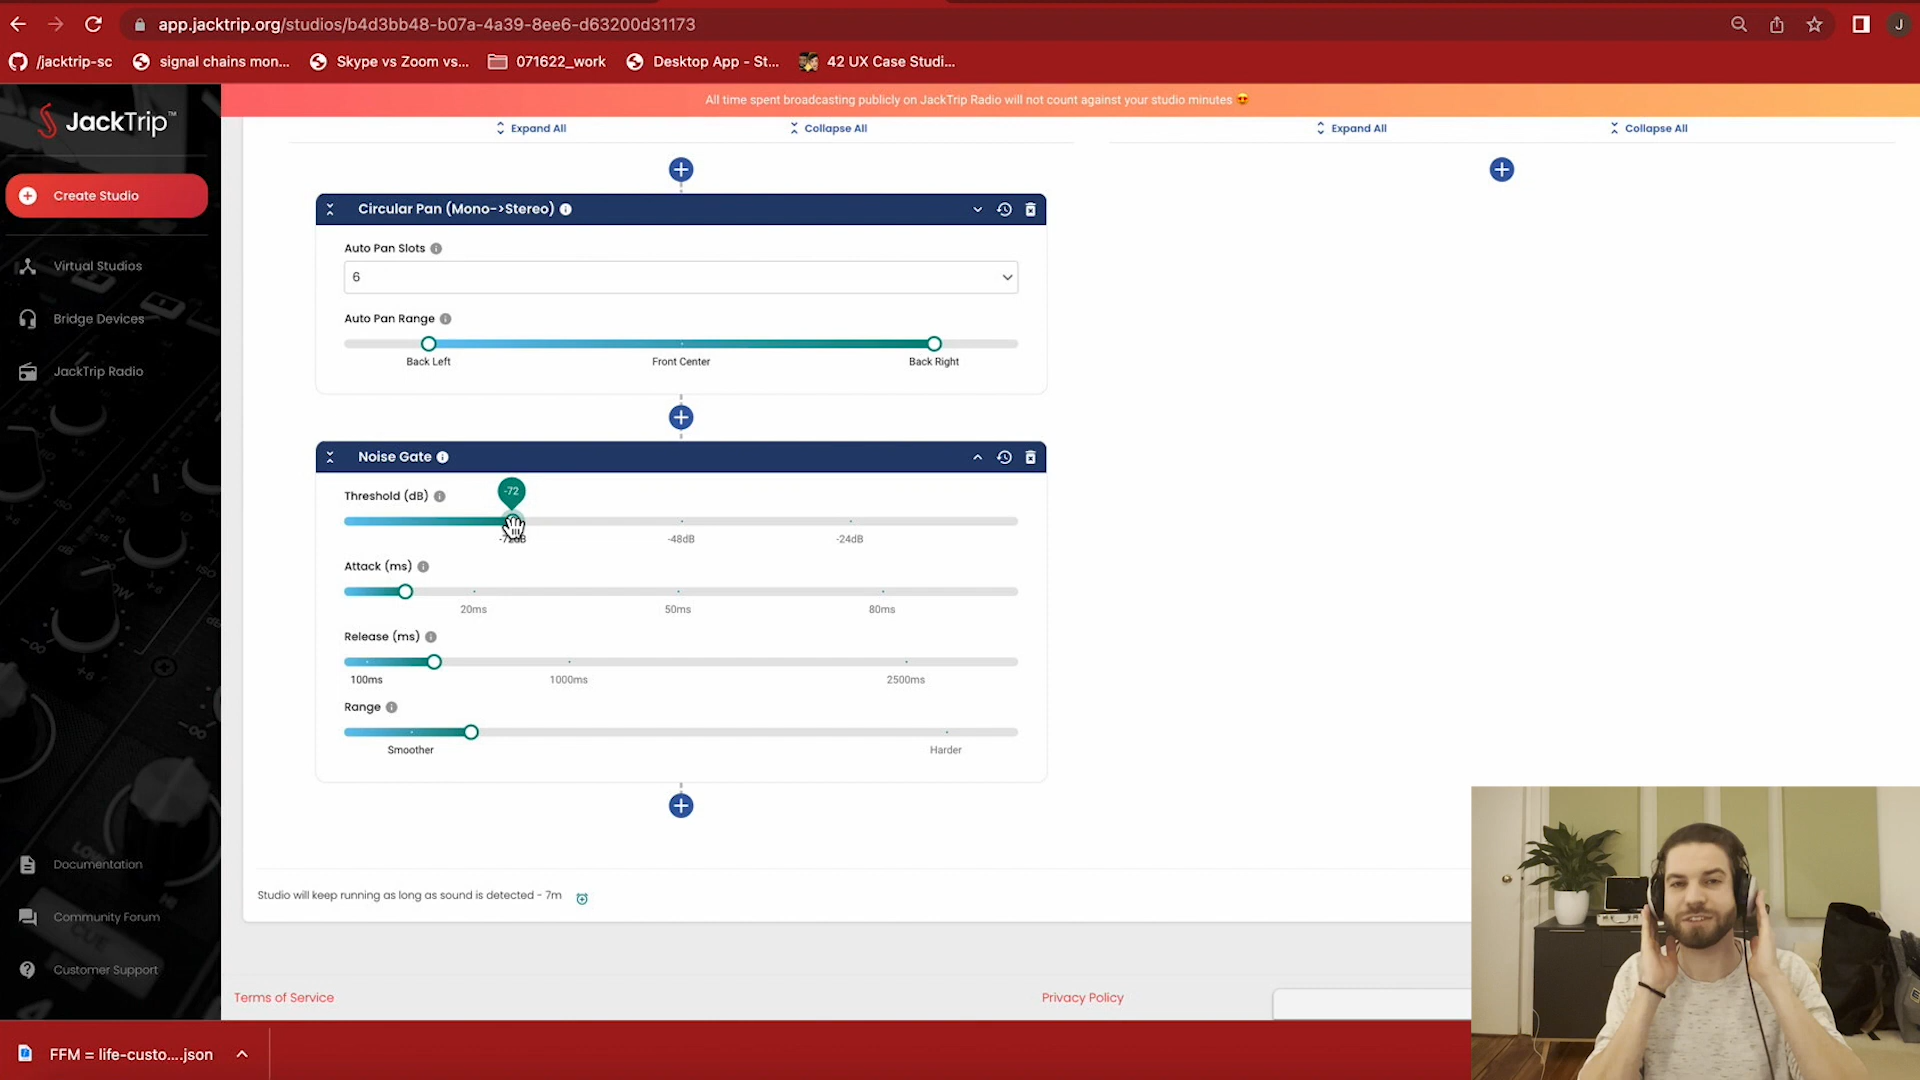 app.jacktrip.org/studios/b4d3bb48-b07a-4a39-8ee6-d63200d31173
J
/jacktrip-sc
signal chains mon...
Skype vs Zoom vs...
071622_work
Desktop App - St...
42 UX Case Studi...
JackTrip™
All time spent broadcasting publicly on JackTrip Radio will not count against your studio minutes 😍
Expand All
Collapse All
Expand All
Collapse All
Create Studio
Virtual Studios
Bridge Devices
JackTrip Radio
Circular Pan (Mono->Stereo)
Auto Pan Slots
6
Auto Pan Range
Back Left
Front Center
Back Right
Noise Gate
Threshold (dB)
-72
-48dB
-24dB
Attack (ms)
20ms
50ms
80ms
Release (ms)
100ms
1000ms
2500ms
Range
Smoother
Harder
Documentation
Community Forum
Customer Support
Studio will keep running as long as sound is detected - 7m
Terms of Service
Privacy Policy
FFM = life-custo....json